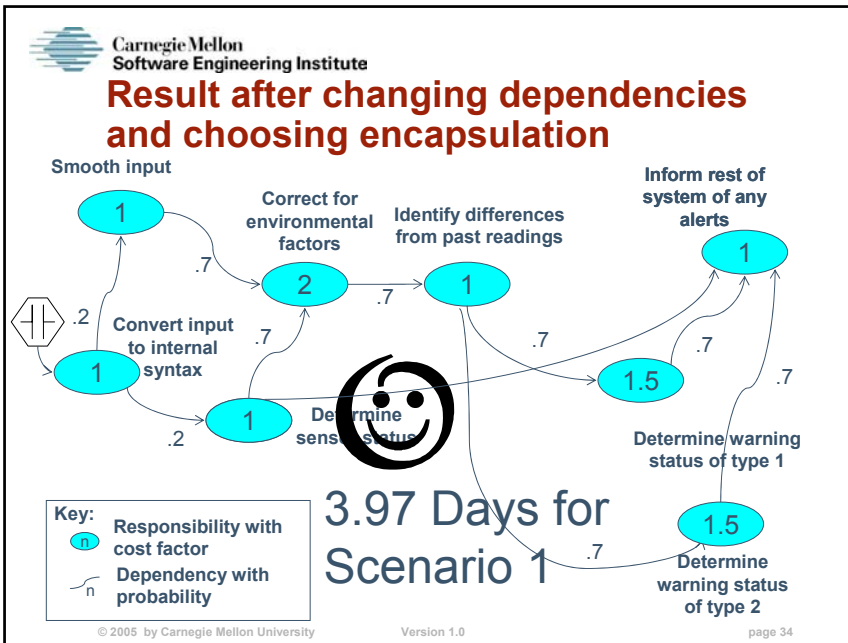 Carnegie Mellon
Software Engineering Institute
Result after changing dependencies
and choosing encapsulation
Smooth input
1
.7
Correct for
environmental
factors
2
.7
Identify differences
from past readings
1
Inform rest of
system of any
alerts
1
.2
Convert input
to internal
syntax
1
.7
.2
1
Determine
sensor status
.7
1.5
.7
Determine warning
status of type 1
.7
1.5
.7
Determine
warning status
of type 2
3.97 Days for
Scenario 1
Key:
n
Responsibility with
cost factor
n
Dependency with
probability
© 2005 by Carnegie Mellon University
Version 1.0
page 34